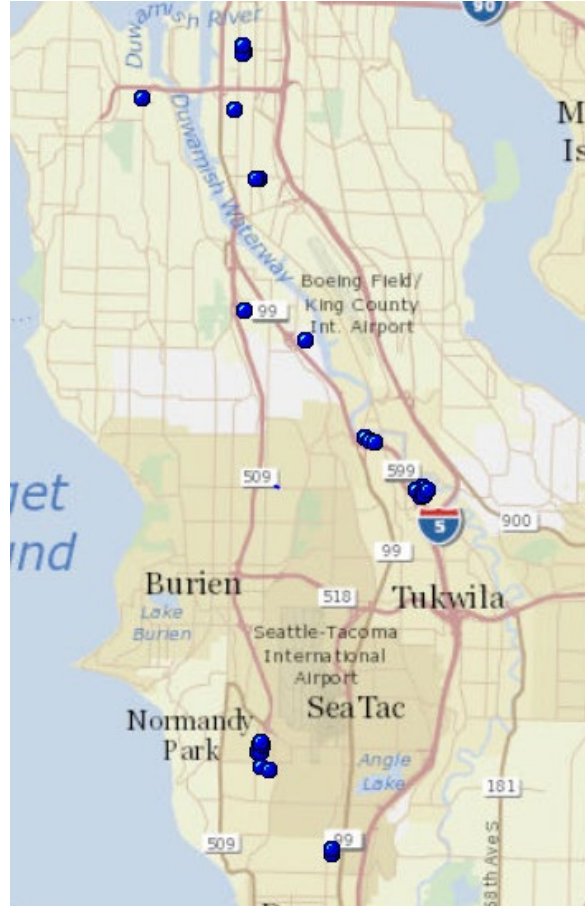 90
Duwamish River
M
Is
Duwamish Waterway
Boeing Field/
King County
Int. Airport
99
get
und
509
599
5
900
99
Burien
518
Tukwila
Lake
Burien
Seattle-Tacoma
International
Airport
SeaTac
Normandy
Park
Angle
Lake
181
509
99
68th Ave S